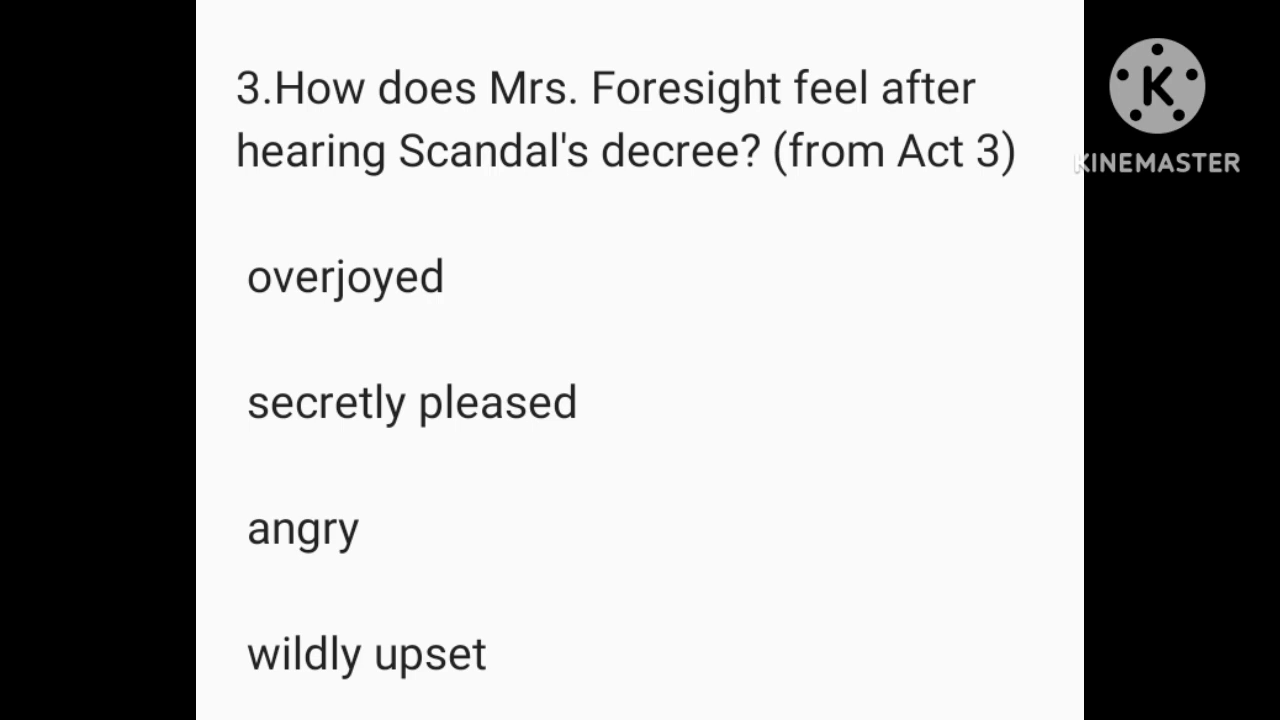 3.How does Mrs. Foresight feel after
hearing Scandal's decree? (from Act 3)
KINEMASTER
overjoyed
secretly pleased
angry
wildly upset